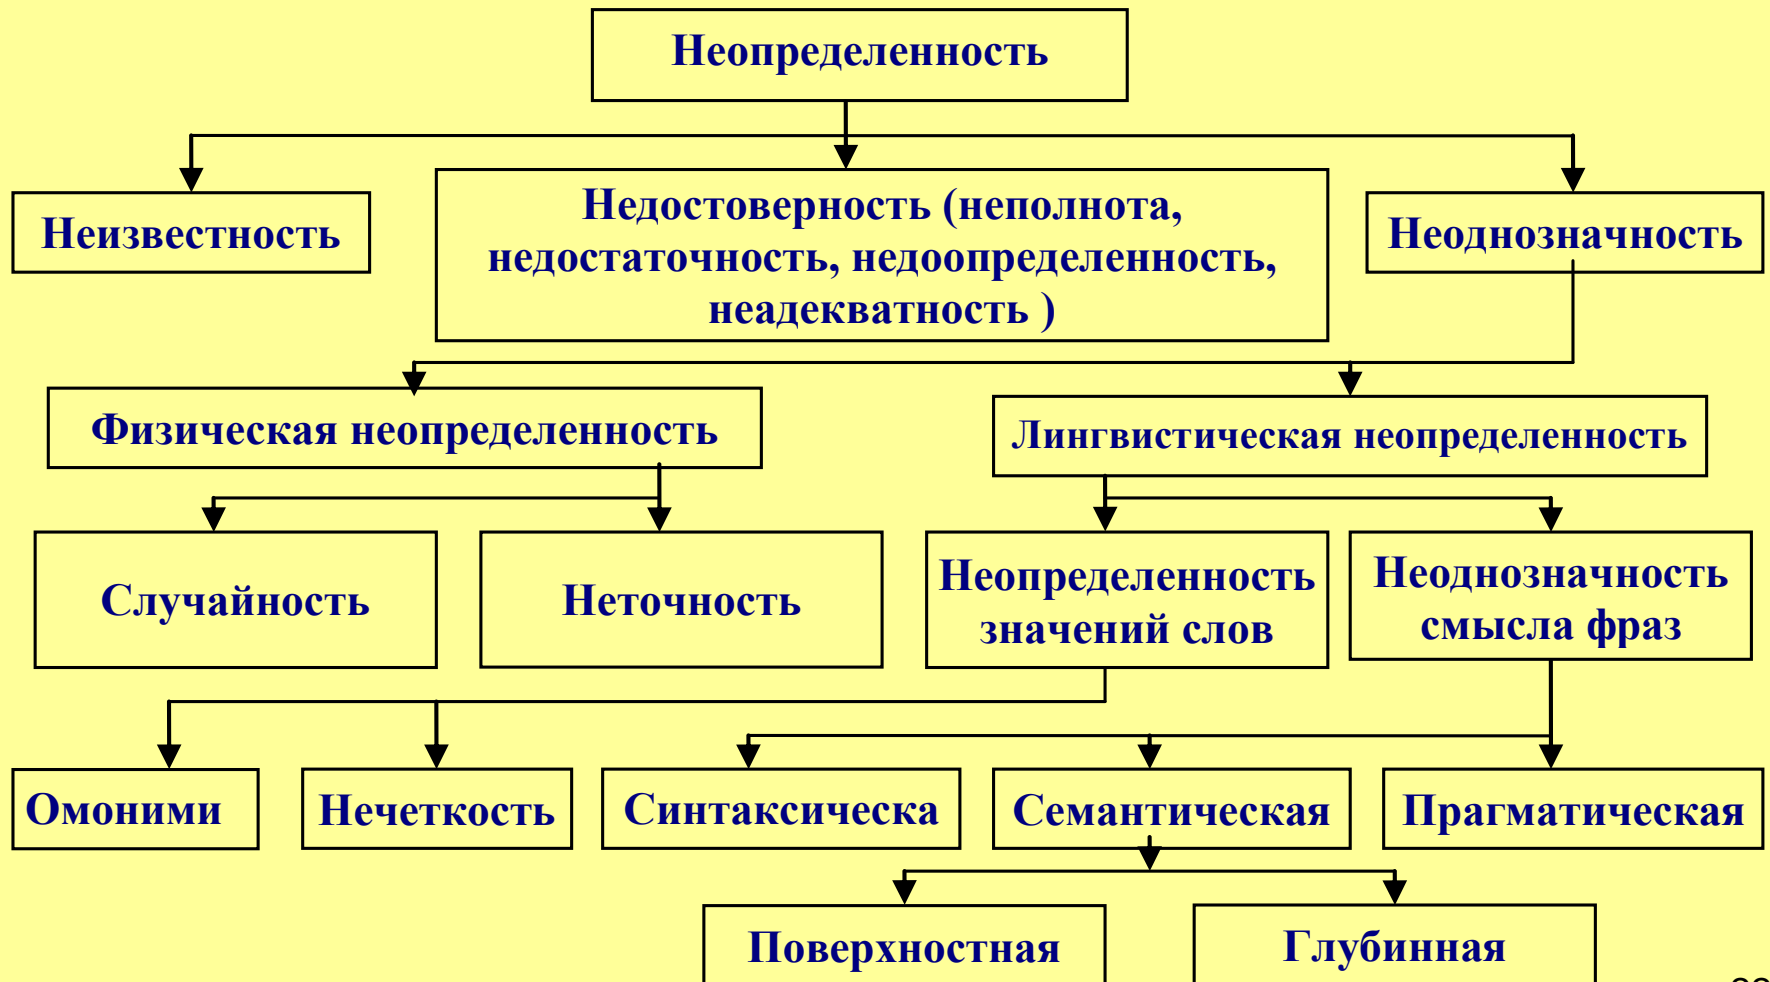 Неопределенность
Неизвестность
Недостоверность (неполнота,
недостаточность, недоопределенность,
неадекватность )
Неоднозначность
Физическая неопределенность
Лингвистическая неопределенность
Случайность
Неточность
Неопределенность
значений слов
Неоднозначность
смысла фраз
Омоними
Нечеткость
Синтаксическа
Семантическая
Прагматическая
Поверхностная
Глубинная